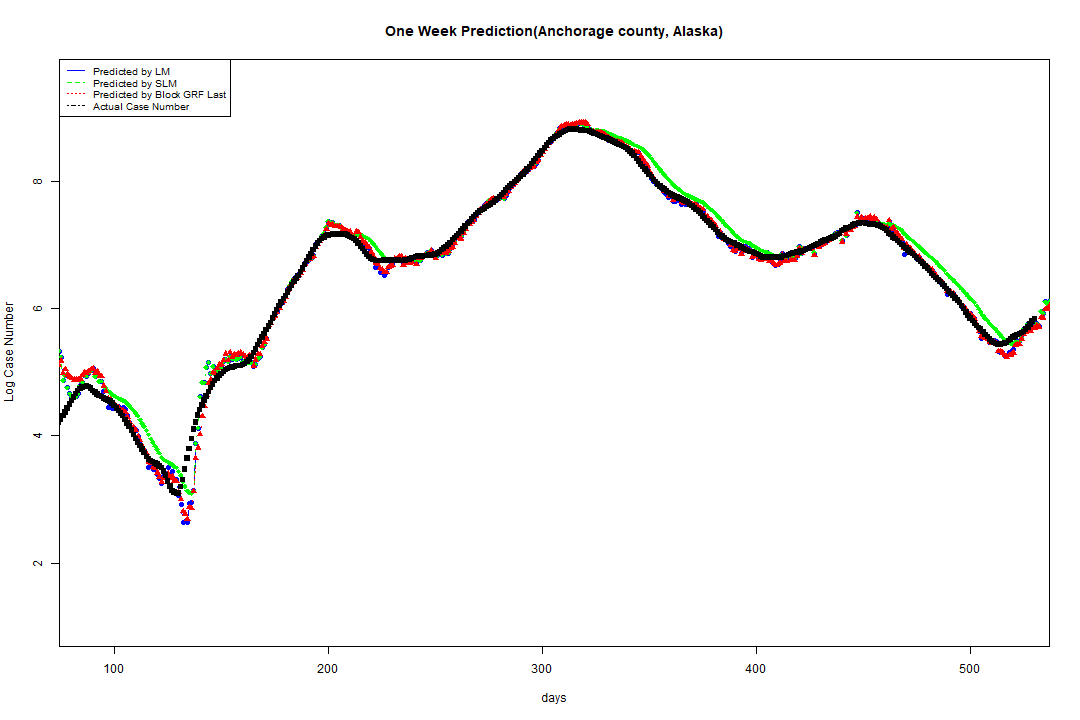 One Week Prediction(Anchorage county, Alaska)
Predicted by LM
Predicted by SLM
Predicted by Block GRF Last
Actual Case Number
Log Case Number
8
6
4
2
100 200 300 400 500
days